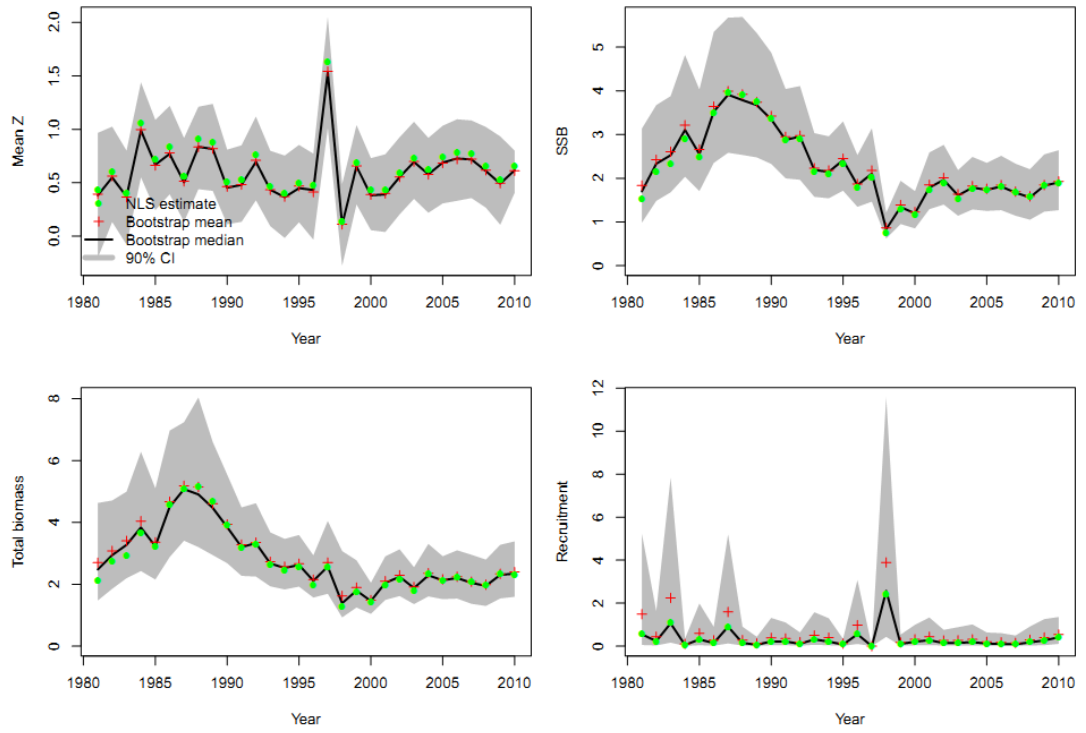 Mean Z
2.0
1.5
1.0
0.5
0.0
NLS estimate
Bootstrap mean
Bootstrap median
90% CI
1980 1985 1990 1995 2000 2005 2010
Year
SSB
5
4
3
2
1
0
1980 1985 1990 1995 2000 2005 2010
Year
Total biomass
8
6
4
2
0
1980 1985 1990 1995 2000 2005 2010
Year
Recruitment
12
10
8
6
4
2
0
1980 1985 1990 1995 2000 2005 2010
Year